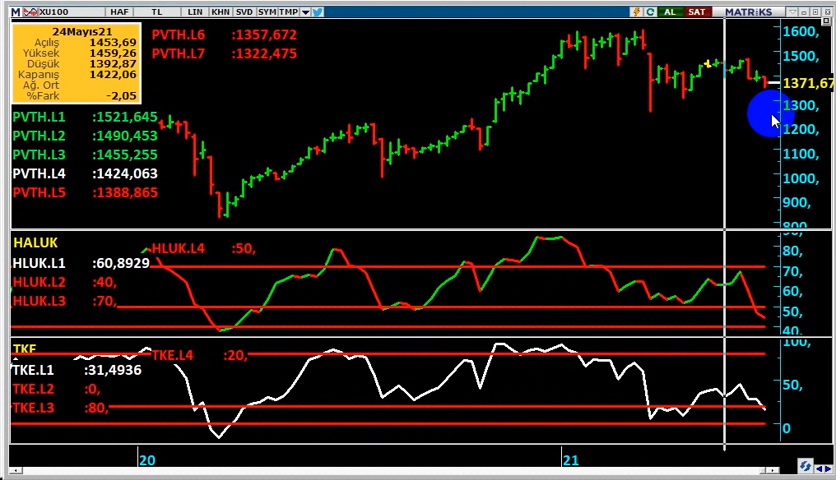 M XU100 HAF TL LIN KHN SVD SYM TMP AL SAT MATRiKS
24Mayıs21
Açılış 1453,69
Yüksek 1459,26
Düşük 1392,87
Kapanış 1422,06
Ağ. Ort.
%Fark -2,05
PVTH.L6 :1357,672
PVTH.L7 :1322,475
PVTH.L1 :1521,645
PVTH.L2 :1490,453
PVTH.L3 :1455,255
PVTH.L4 :1424,063
PVTH.L5 :1388,865
1600,
1500,
1371,67
1300,
1200,
1100,
1000,
900,
800,
HALUK
HLUK.L4 :50,
HLUK.L1 :60,8929
HLUK.L2 :40,
HLUK.L3 :70,
80,
70,
60,
50,
40,
TKE
TKE.L4 :20,
TKE.L1 :31,4936
TKE.L2 :0,
TKE.L3 :80,
100,
50,
0
20
21